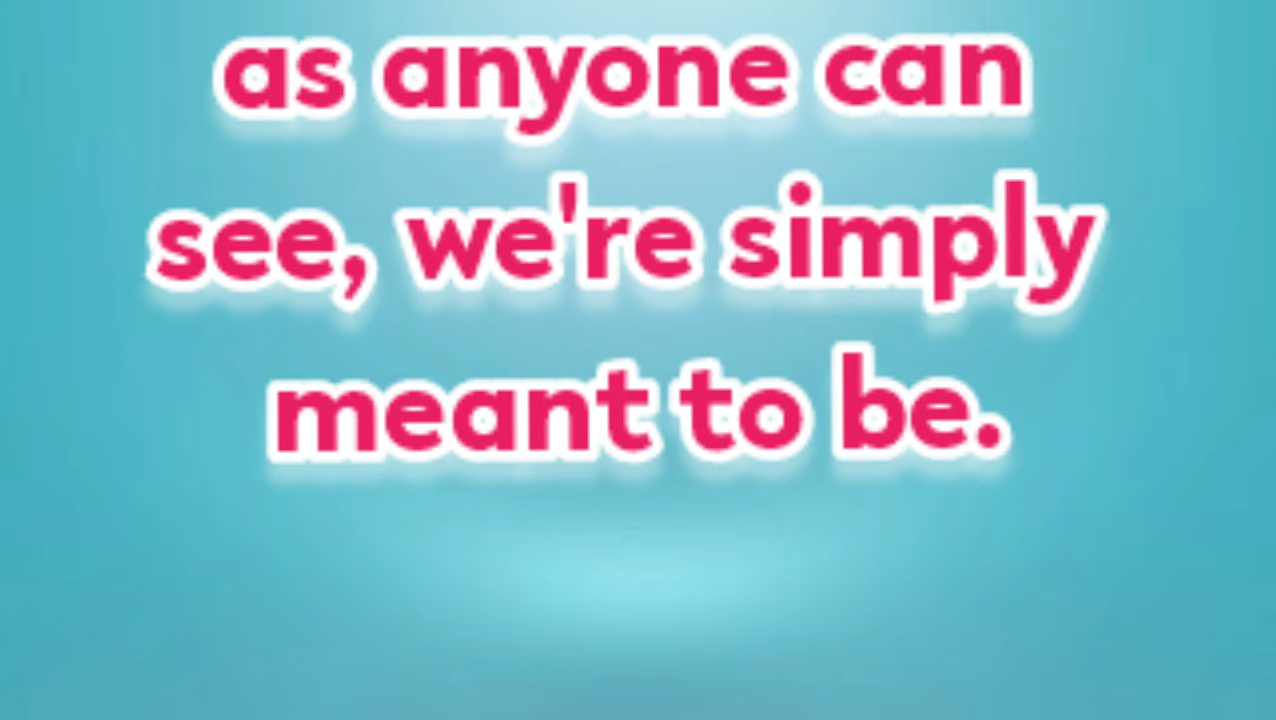 as anyone can
see, we're simply
meant to be.